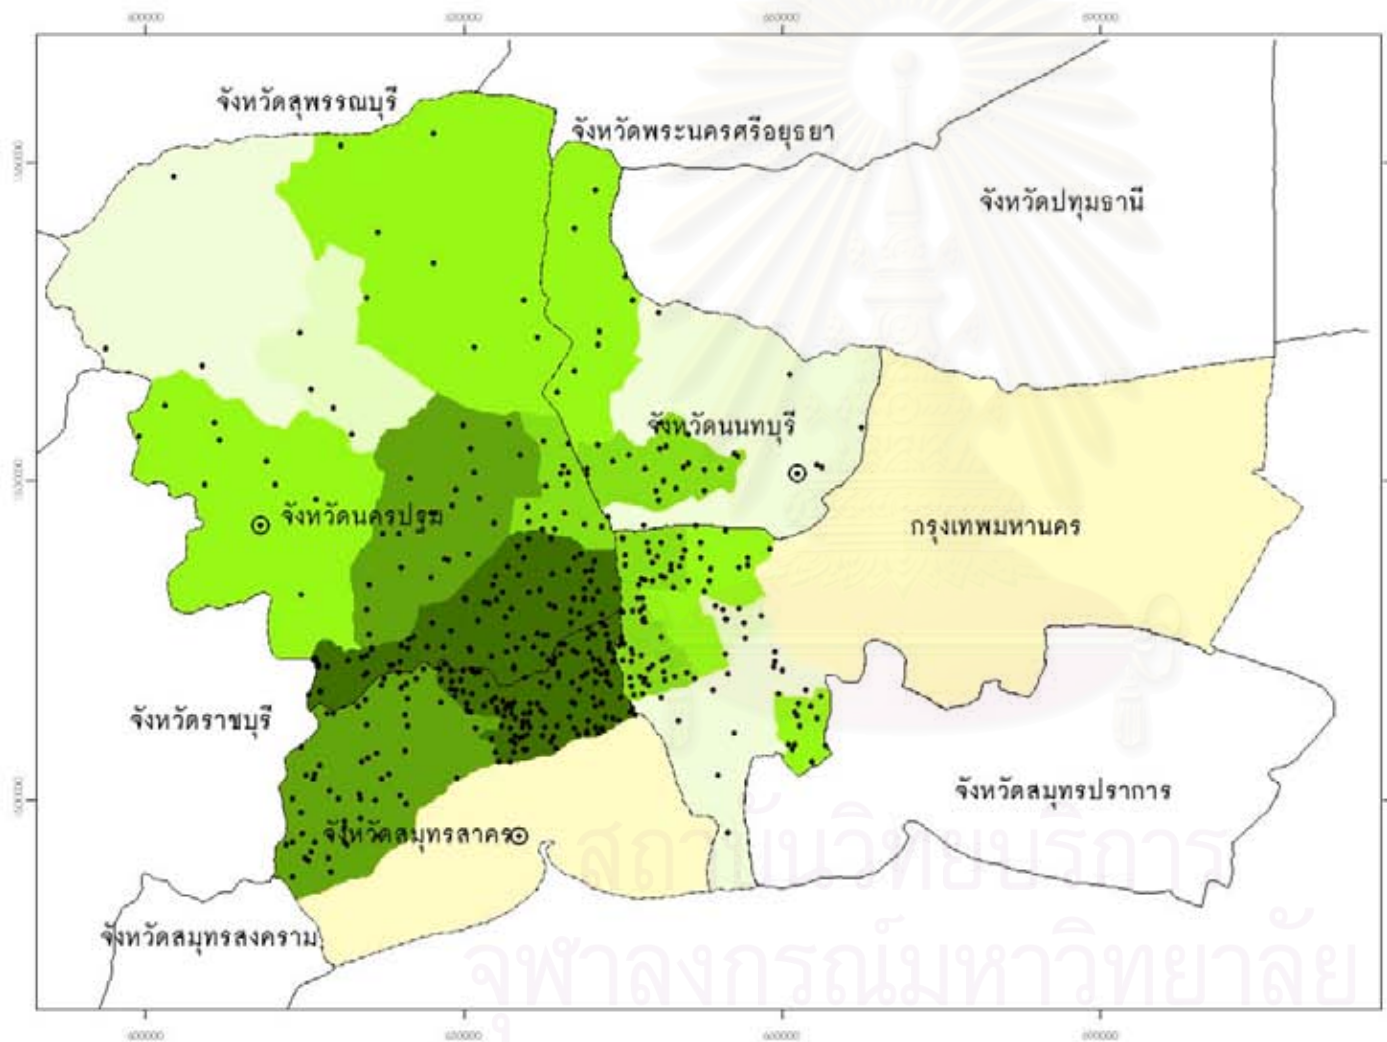 จังหวัดสุพรรณบุรี
จังหวัดพระนครศรีอยุธยา
จังหวัดปทุมธานี
จังหวัดนนทบุรี
จังหวัดนครปฐม
กรุงเทพมหานคร
จังหวัดราชบุรี
จังหวัดสมุทรปราการ
จังหวัดสมุทรสาคร
จังหวัดสมุทรสงคราม
สถาบันวิทยบริการ
จุฬาลงกรณ์มหาวิทยาลัย